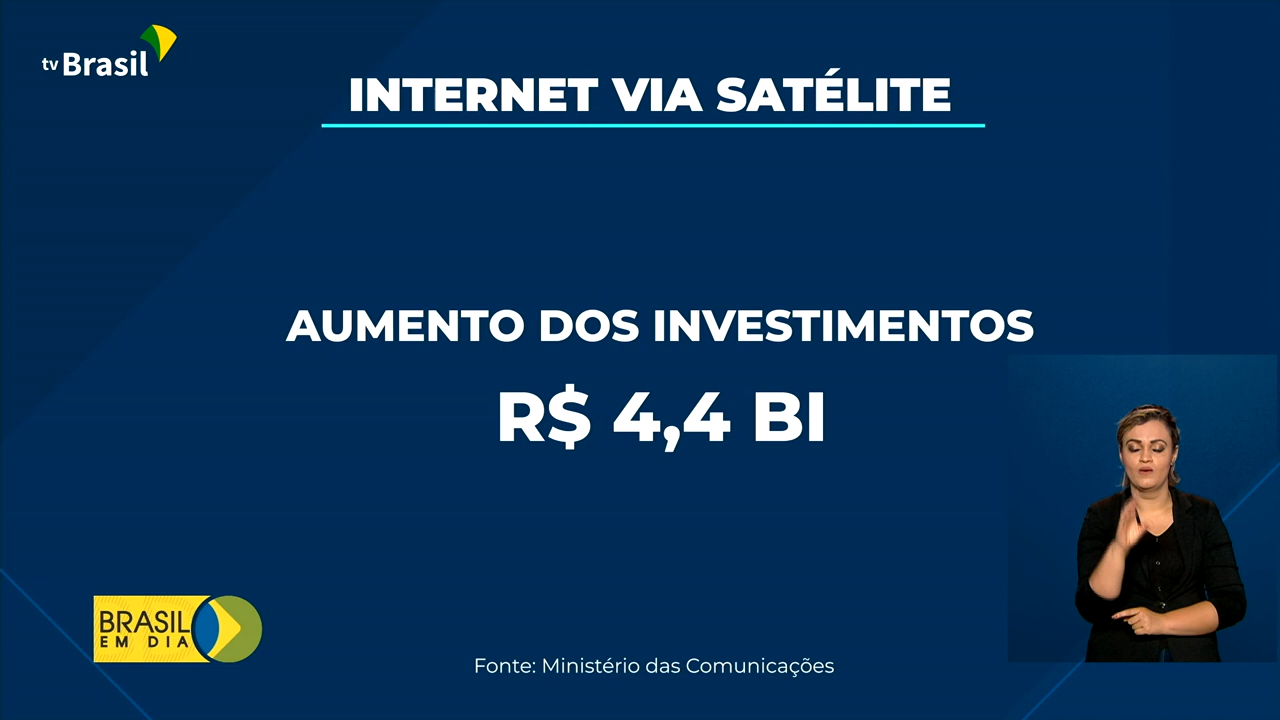 tv Brasil
INTERNET VIA SATÉLITE
AUMENTO DOS INVESTIMENTOS
R$ 4,4 BI
BRASIL
EM DIA
Fonte: Ministério das Comunicações